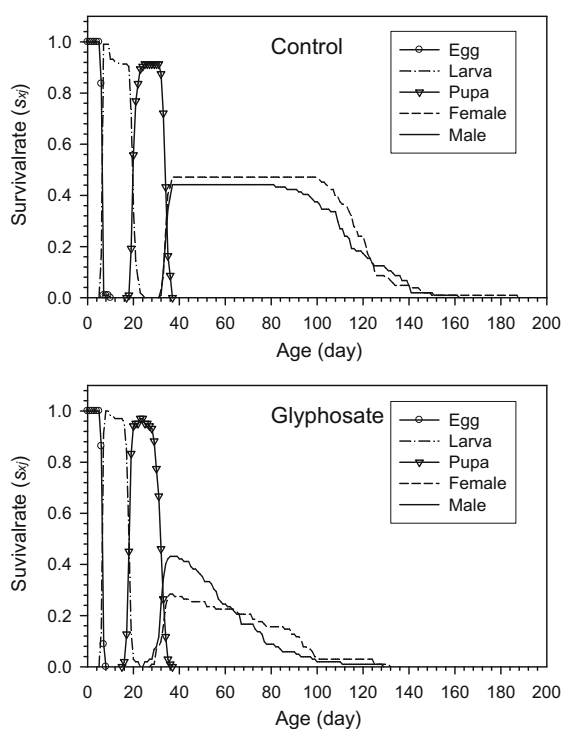 Control
Egg
Larva
Pupa
Female
Male
Survivalrate (sxj)
1.0
0.8
0.6
0.4
0.2
0.0
0 20 40 60 80 100 120 140 160 180 200
Age (day)
Glyphosate
Egg
Larva
Pupa
Female
Male
Suvivalrate (sxj)
1.0
0.8
0.6
0.4
0.2
0.0
0 20 40 60 80 100 120 140 160 180 200
Age (day)